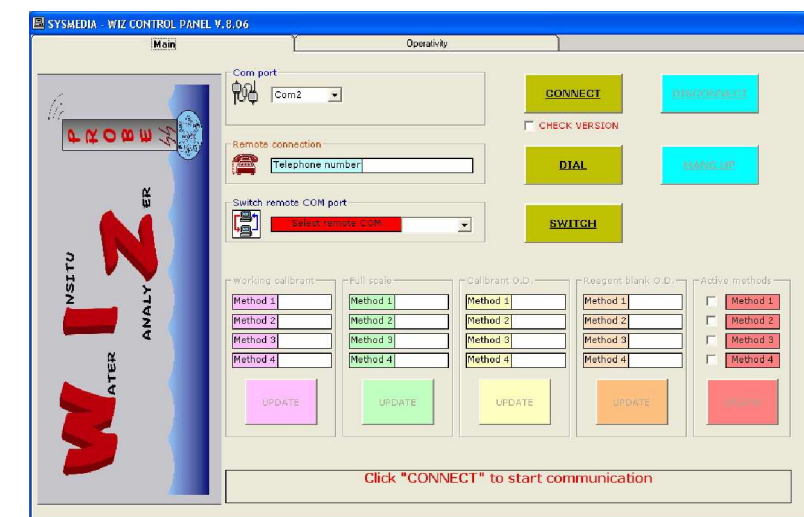 SYSMEDIA - WIZ CONTROL PANEL V.8.06
Main
Operativity
PROBE
WATER
INSITU
ANALYZER
Com port
Com2
CONNECT
DISCONNECT
CHECK VERSION
Remote connection
Telephone number
DIAL
HANG UP
Switch remote COM port
Select remote COM
SWITCH
Working calibrant
Method 1
Method 2
Method 3
Method 4
UPDATE
Full scale
Method 1
Method 2
Method 3
Method 4
UPDATE
Calibrant O.D.
Method 1
Method 2
Method 3
Method 4
UPDATE
Reagent blank O.D.
Method 1
Method 2
Method 3
Method 4
UPDATE
Active methods
Method 1
Method 2
Method 3
Method 4
Click "CONNECT" to start communication